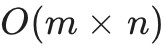 O(m × n)